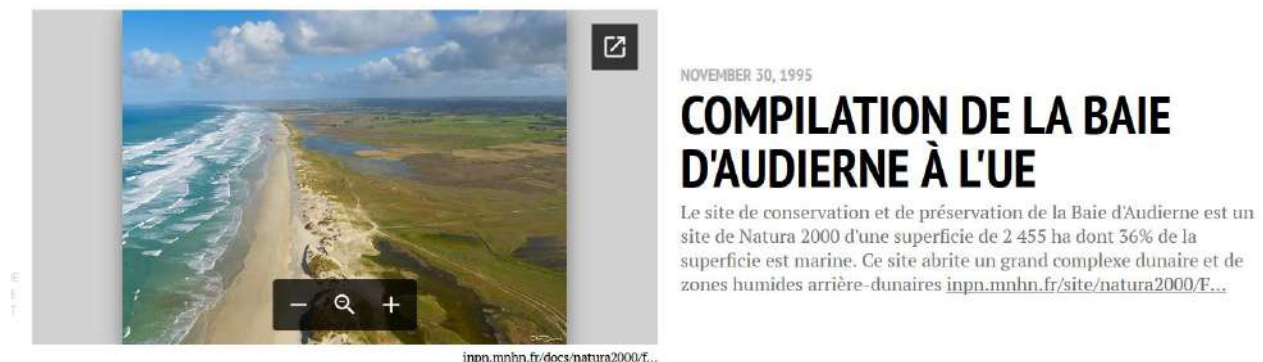 NOVEMBER 30, 1995
COMPILATION DE LA BAIE
D'AUDIERNE À L'UE
Le site de conservation et de préservation de la Baie d'Audierne est un
site de Natura 2000 d'une superficie de 2 455 ha dont 36% de la
superficie est marine. Ce site abrite un grand complexe dunaire et de
zones humides arrière-dunaires inpn.mnhn.fr/site/natura2000/F...
inpn.mnhn.fr/docs/natura2000/f...